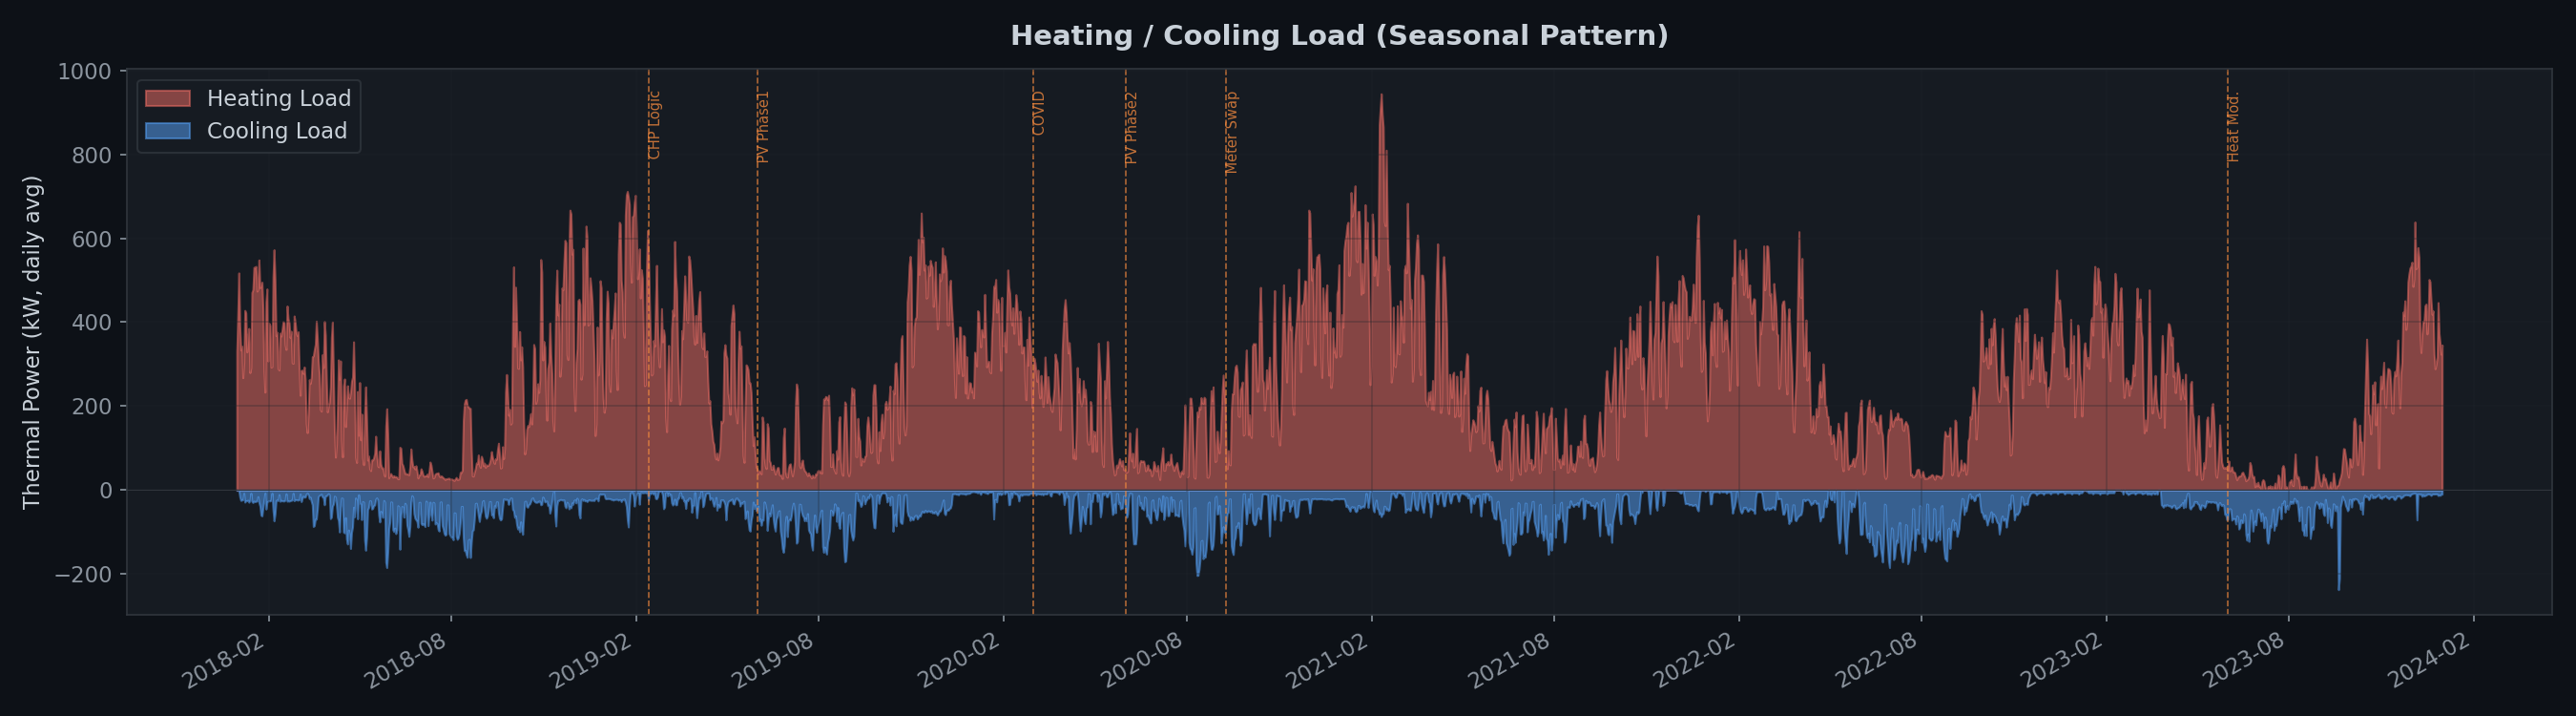 Heating / Cooling Load (Seasonal Pattern)
Heating Load
Cooling Load
CHP Logic
PV Phase1
COVID
PV Phase2
Meter Swap
Heat Mod.
Thermal Power (kW, daily avg)
1000
800
600
400
200
0
−200
2018-02
2018-08
2019-02
2019-08
2020-02
2020-08
2021-02
2021-08
2022-02
2022-08
2023-02
2023-08
2024-02